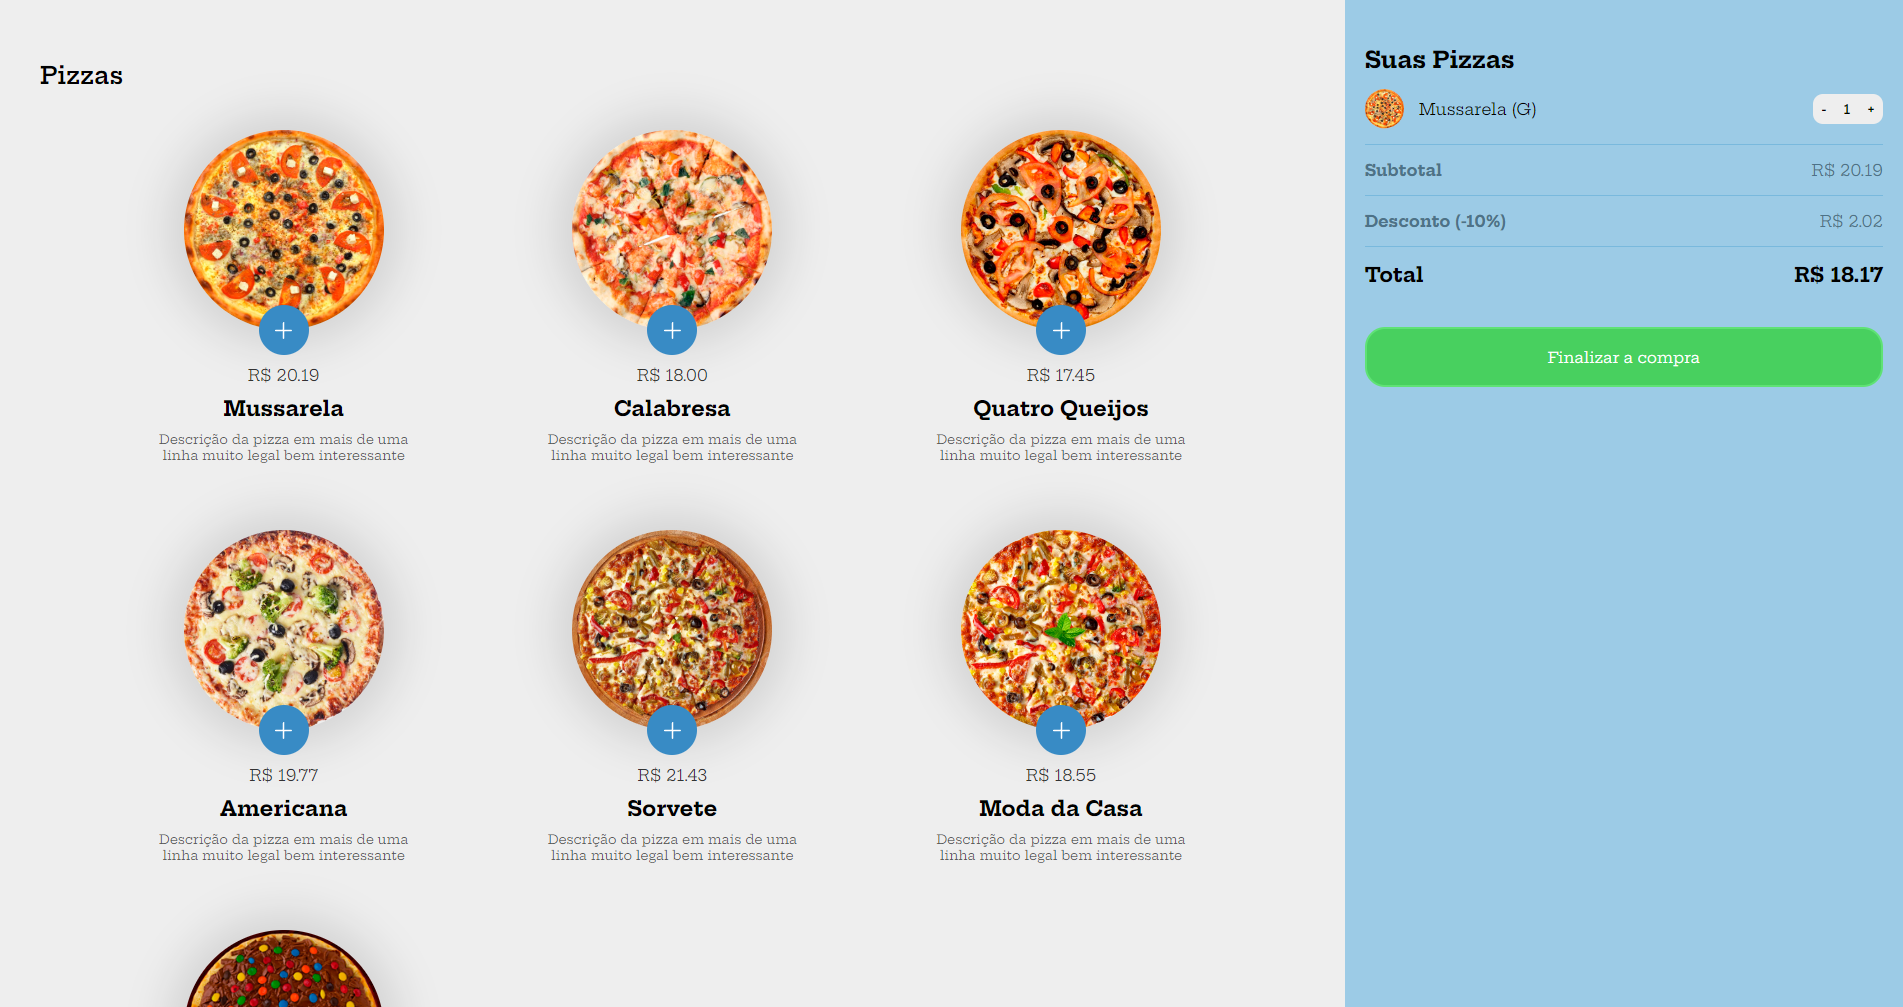 Pizzas
R$ 20.19
Mussarela
Descrição da pizza em mais de uma
linha muito legal bem interessante
R$ 18.00
Calabresa
Descrição da pizza em mais de uma
linha muito legal bem interessante
R$ 17.45
Quatro Queijos
Descrição da pizza em mais de uma
linha muito legal bem interessante
R$ 19.77
Americana
Descrição da pizza em mais de uma
linha muito legal bem interessante
R$ 21.43
Sorvete
Descrição da pizza em mais de uma
linha muito legal bem interessante
R$ 18.55
Moda da Casa
Descrição da pizza em mais de uma
linha muito legal bem interessante
Suas Pizzas
Mussarela (G) - 1 +
Subtotal R$ 20.19
Desconto (-10%) R$ 2.02
Total R$ 18.17
Finalizar a compra